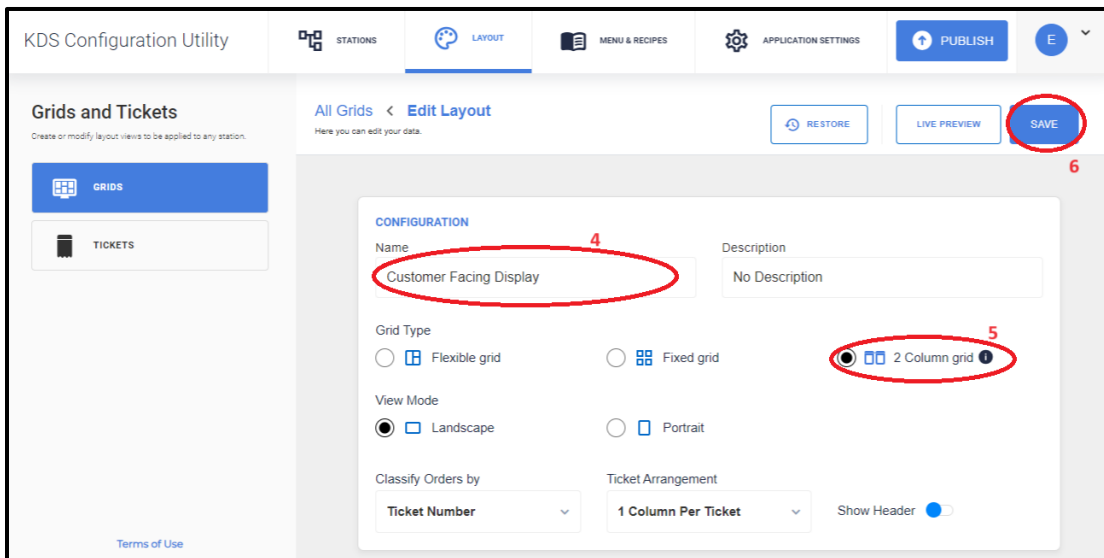 KDS Configuration Utility
STATIONS
LAYOUT
MENU & RECIPES
APPLICATION SETTINGS
PUBLISH
E
Grids and Tickets
Create or modify layout views to be applied to any station.
GRIDS
TICKETS
Terms of Use
All Grids < Edit Layout
Here you can edit your data.
RESTORE
LIVE PREVIEW
SAVE
6
CONFIGURATION
4
Name
Description
Customer Facing Display
No Description
Grid Type
5
Flexible grid
Fixed grid
2 Column grid
View Mode
Landscape
Portrait
Classify Orders by
Ticket Arrangement
Ticket Number
1 Column Per Ticket
Show Header